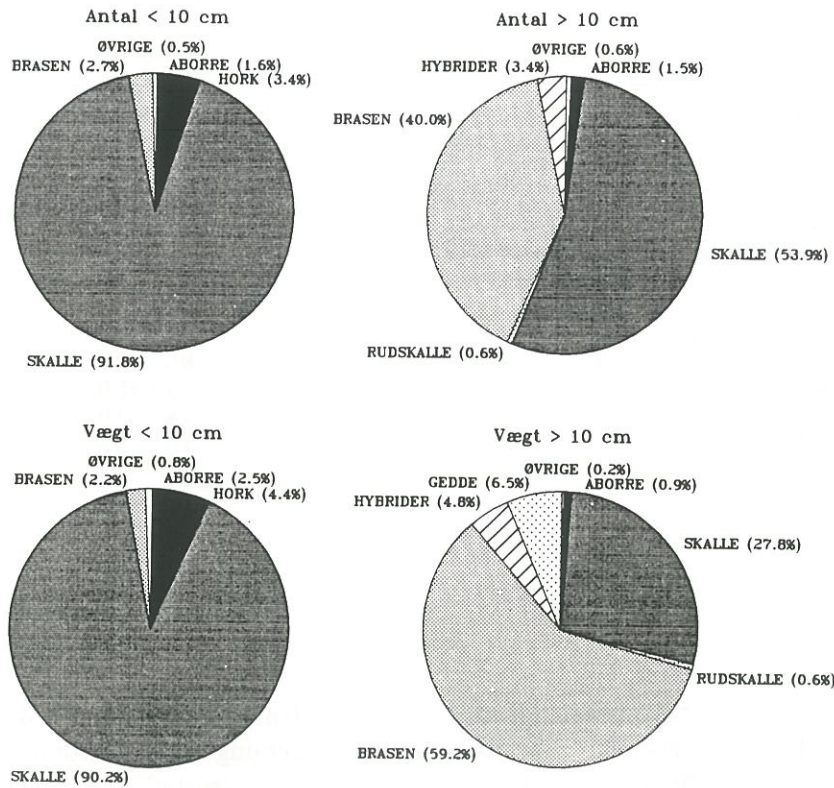 Antal < 10 cm
ØVRIGE (0.5%)
BRASEN (2.7%)
ABORRE (1.6%)
HORK (3.4%)
SKALLE (91.8%)
Antal > 10 cm
ØVRIGE (0.6%)
HYBRIDER (3.4%)
ABORRE (1.5%)
BRASEN (40.0%)
SKALLE (53.9%)
RUDSKALLE (0.6%)
Vægt < 10 cm
ØVRIGE (0.8%)
BRASEN (2.2%)
ABORRE (2.5%)
HORK (4.4%)
SKALLE (90.2%)
Vægt > 10 cm
ØVRIGE (0.2%)
GEDDE (6.5%)
ABORRE (0.9%)
HYBRIDER (4.8%)
SKALLE (27.8%)
RUDSKALLE (0.6%)
BRASEN (59.2%)